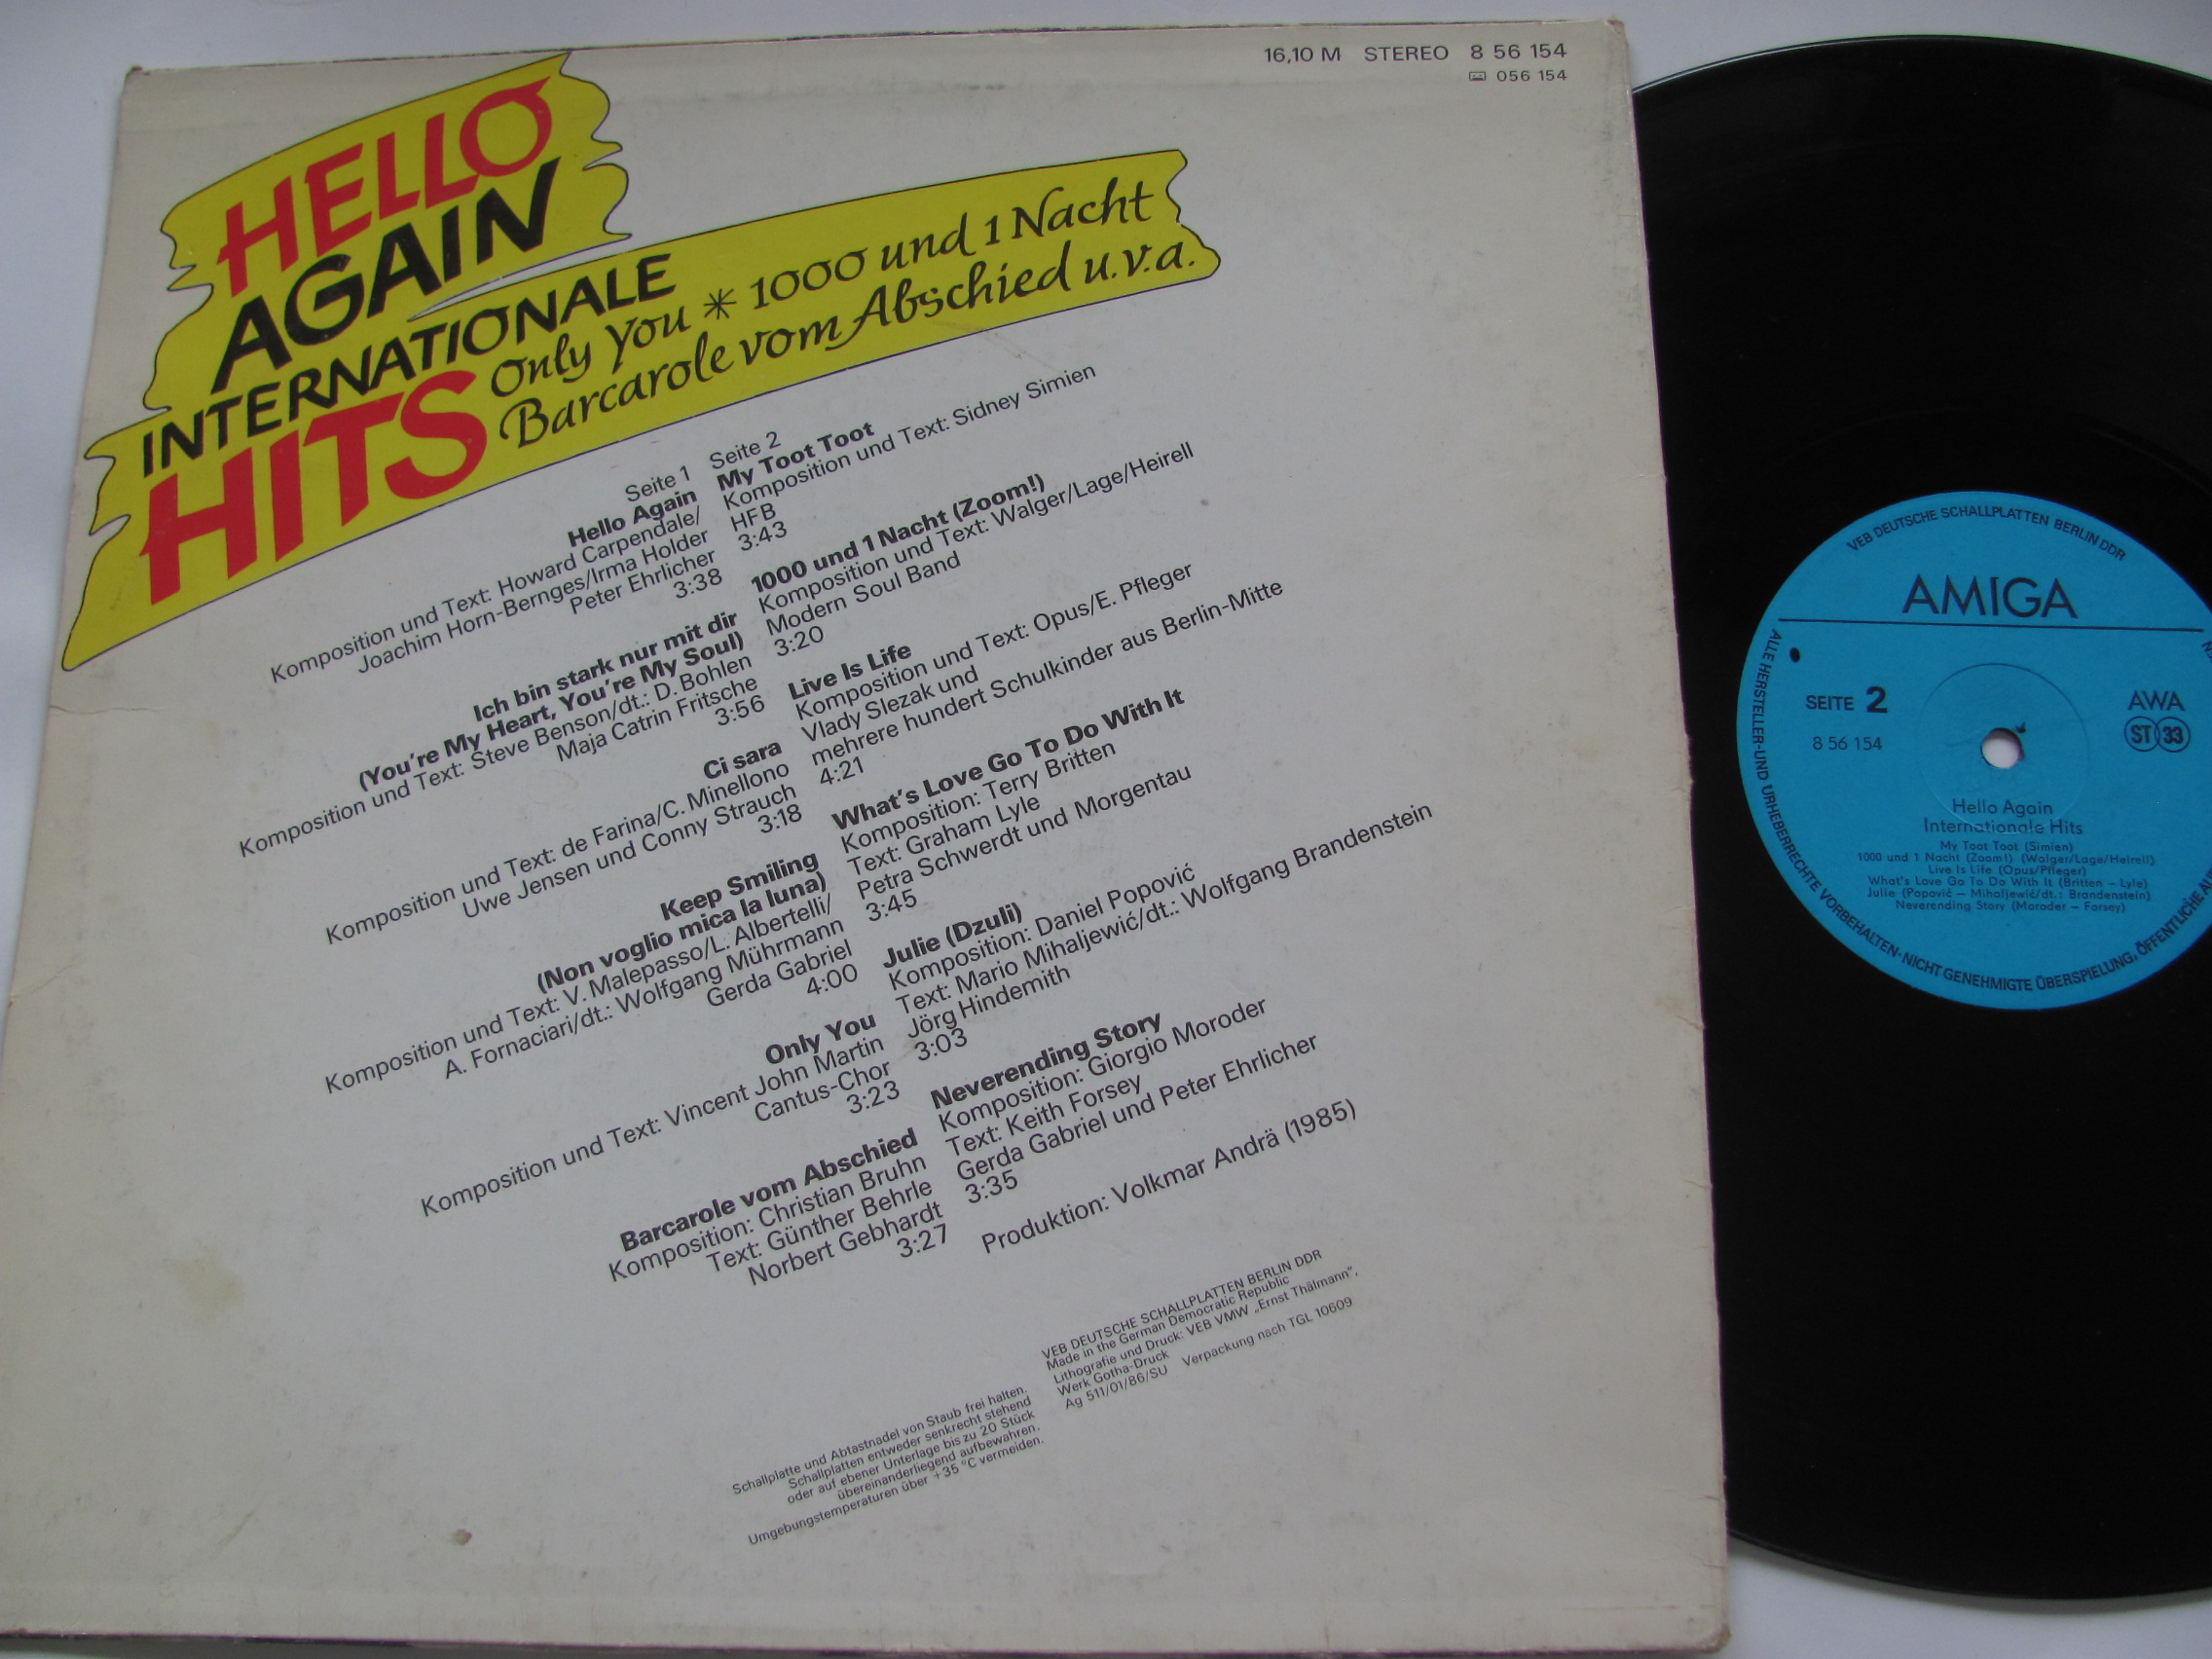 16,10 M STEREO 8 56 154
056 154
HELLO
AGAIN
INTERNATIONALE
HITS
Only You * 1000 und 1 Nacht
Barcarole vom Abschied u.v.a.
Seite 1
Hello Again
Komposition und Text: Howard Carpendale/
Joachim Horn-Bernges/Irma Holder
Peter Ehrlicher
3:38
Ich bin stark nur mit dir
(You're My Heart, You're My Soul)
Komposition und Text: Steve Benson/dt.: D. Bohlen
Maja Catrin Fritsche
3:56
Ci sara
Komposition und Text: de Farina/C. Minellono
Uwe Jensen und Conny Strauch
3:18
Keep Smiling
(Non voglio mica la luna)
Komposition und Text: V. Malepasso/L. Albertelli/
A. Fornaciari/dt.: Wolfgang Mührmann
Gerda Gabriel
4:00
Only You
Komposition und Text: Vincent John Martin
Cantus-Chor
3:23
Barcarole vom Abschied
Komposition: Christian Bruhn
Text: Günther Behrle
Norbert Gebhardt
3:27
Seite 2
My Toot Toot
Komposition und Text: Sidney Simien
HFB
3:43
1000 und 1 Nacht (Zoom!)
Komposition und Text: Walger/Lage/Heirell
Modern Soul Band
3:20
Live Is Life
Komposition und Text: Opus/E. Pfleger
Vlady Slezak und
mehrere hundert Schulkinder aus Berlin-Mitte
4:21
What's Love Go To Do With It
Komposition: Terry Britten
Text: Graham Lyle
Petra Schwerdt und Morgentau
3:45
Julie (Dzuli)
Komposition: Daniel Popović
Text: Mario Mihaljewić/dt.: Wolfgang Brandenstein
Jörg Hindemith
3:03
Neverending Story
Komposition: Giorgio Moroder
Text: Keith Forsey
Gerda Gabriel und Peter Ehrlicher
3:35
Produktion: Volkmar Andrä (1985)
Schallplatte und Abtastnadel von Staub frei halten.
Schallplatten entweder senkrecht stehend
oder auf ebener Unterlage bis zu 20 Stück
übereinanderliegend aufbewahren.
Umgebungstemperaturen über +35 °C vermeiden.
VEB DEUTSCHE SCHALLPLATTEN BERLIN DDR
Made in the German Democratic Republic
Lithografie und Druck: VEB VMW „Ernst Thälmann",
Werk Gotha-Druck
Ag 511/01/86/SU Verpackung nach TGL 10609
VEB DEUTSCHE SCHALLPLATTEN BERLIN DDR
AMIGA
SEITE 2
8 56 154
AWA
ST 33
Hello Again
Internationale Hits
My Toot Toot (Simien)
1000 und 1 Nacht (Zoom!) (Walger/Lage/Heirell)
Live Is Life (Opus/Pfleger)
What's Love Go To Do With It (Britten – Lyle)
Julie (Popović – Mihaljewić/dt.: Brandenstein)
Neverending Story (Moroder – Forsey)
ALLE HERSTELLER-UND URHEBERRECHTE VORBEHALTEN· NICHT GENEHMIGTE ÜBERSPIELUNG, ÖFFENTLICHE